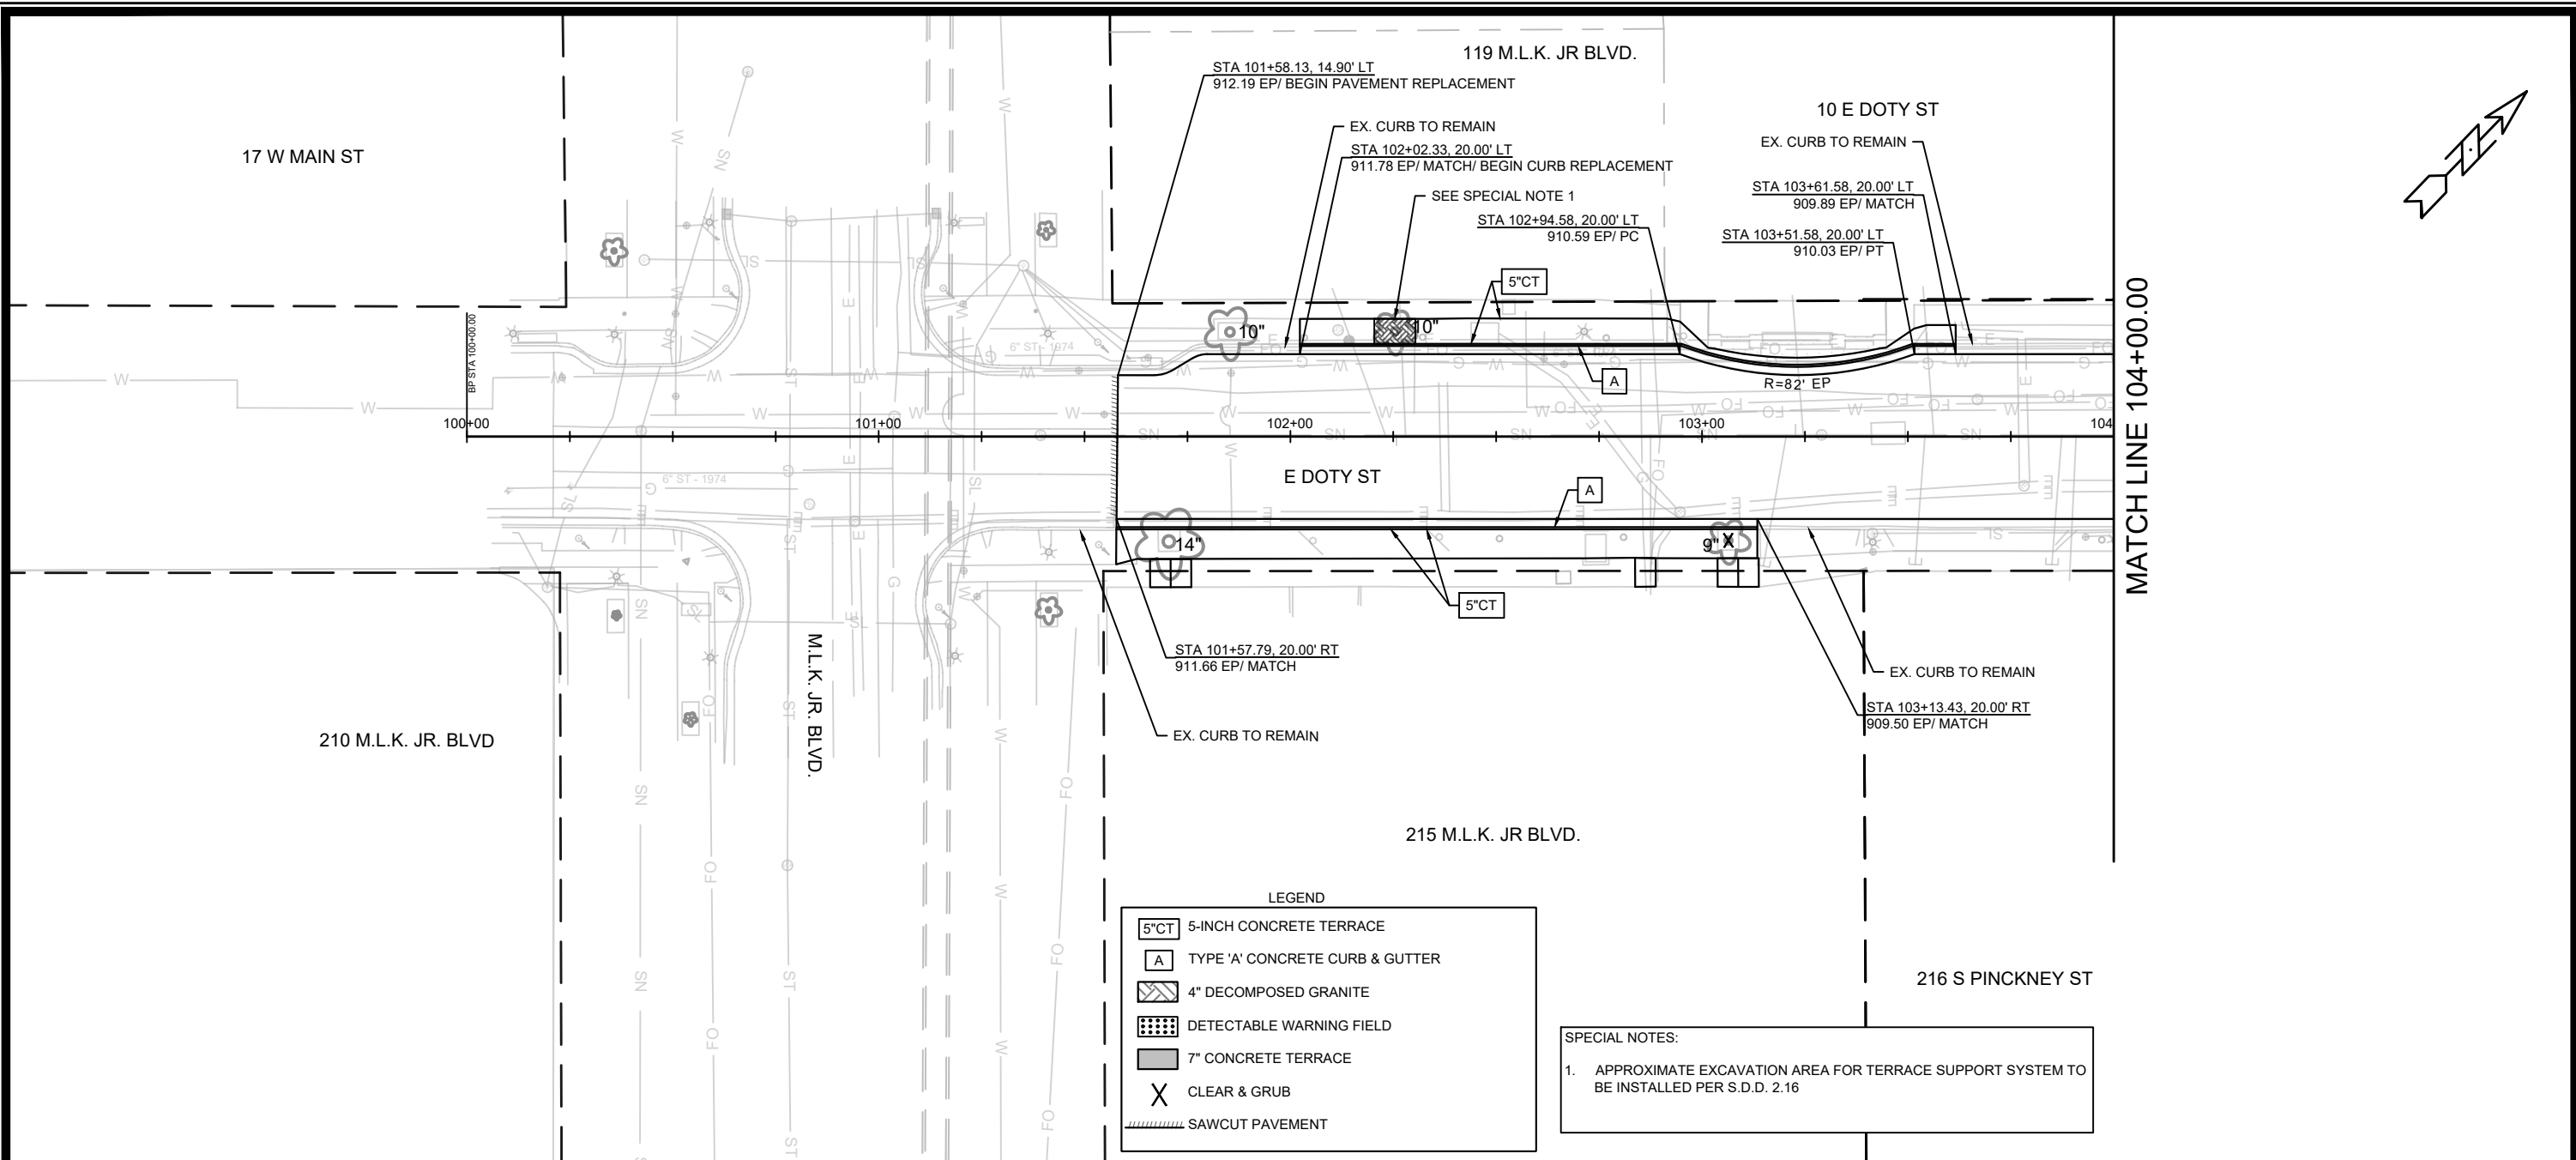 119 M.L.K. JR BLVD.
STA 101+58.13, 14.90' LT
912.19 EP/ BEGIN PAVEMENT REPLACEMENT
10 E DOTY ST
EX. CURB TO REMAIN
EX. CURB TO REMAIN
17 W MAIN ST
STA 102+02.33, 20.00' LT
911.78 EP/ MATCH/ BEGIN CURB REPLACEMENT
SEE SPECIAL NOTE 1
STA 103+61.58, 20.00' LT
909.89 EP/ MATCH
STA 102+94.58, 20.00' LT
910.59 EP/ PC
STA 103+51.58, 20.00' LT
910.03 EP/ PT
5"CT
10"
10"
6" ST - 1974
BP STA 100+00.00
A
R=82' EP
MATCH LINE 104+00.00
100+00
101+00
102+00
103+00
104
E DOTY ST
6" ST - 1974
A
14"
9"
5"CT
STA 101+57.79, 20.00' RT
911.66 EP/ MATCH
EX. CURB TO REMAIN
STA 103+13.43, 20.00' RT
909.50 EP/ MATCH
M.L.K. JR. BLVD.
EX. CURB TO REMAIN
210 M.L.K. JR. BLVD
215 M.L.K. JR BLVD.
LEGEND
5"CT 5-INCH CONCRETE TERRACE
A TYPE 'A' CONCRETE CURB & GUTTER
4" DECOMPOSED GRANITE
DETECTABLE WARNING FIELD
7" CONCRETE TERRACE
X CLEAR & GRUB
SAWCUT PAVEMENT
216 S PINCKNEY ST
SPECIAL NOTES:
1. APPROXIMATE EXCAVATION AREA FOR TERRACE SUPPORT SYSTEM TO
BE INSTALLED PER S.D.D. 2.16